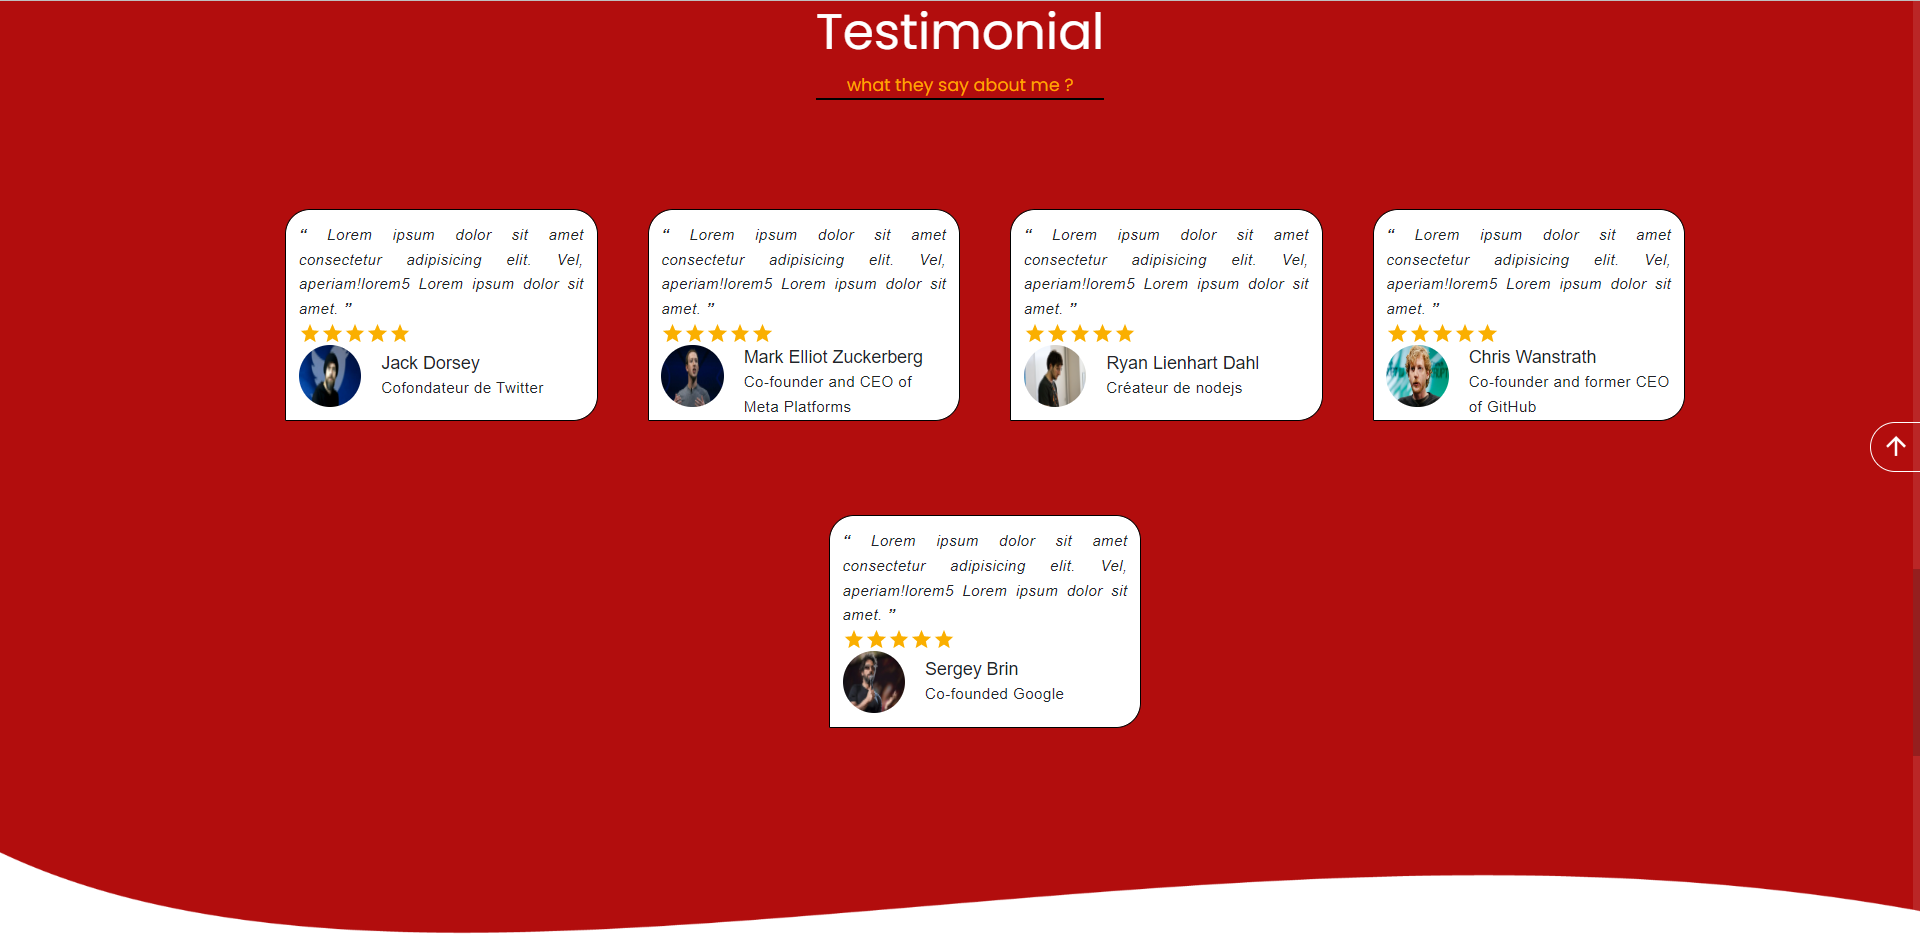 Testimonial
what they say about me ?
“ Lorem ipsum dolor sit amet
consectetur adipisicing elit. Vel,
aperiam!lorem5 Lorem ipsum dolor sit
amet. ”
Jack Dorsey
Cofondateur de Twitter
“ Lorem ipsum dolor sit amet
consectetur adipisicing elit. Vel,
aperiam!lorem5 Lorem ipsum dolor sit
amet. ”
Mark Elliot Zuckerberg
Co-founder and CEO of
Meta Platforms
“ Lorem ipsum dolor sit amet
consectetur adipisicing elit. Vel,
aperiam!lorem5 Lorem ipsum dolor sit
amet. ”
Ryan Lienhart Dahl
Créateur de nodejs
“ Lorem ipsum dolor sit amet
consectetur adipisicing elit. Vel,
aperiam!lorem5 Lorem ipsum dolor sit
amet. ”
Chris Wanstrath
Co-founder and former CEO
of GitHub
“ Lorem ipsum dolor sit amet
consectetur adipisicing elit. Vel,
aperiam!lorem5 Lorem ipsum dolor sit
amet. ”
Sergey Brin
Co-founded Google